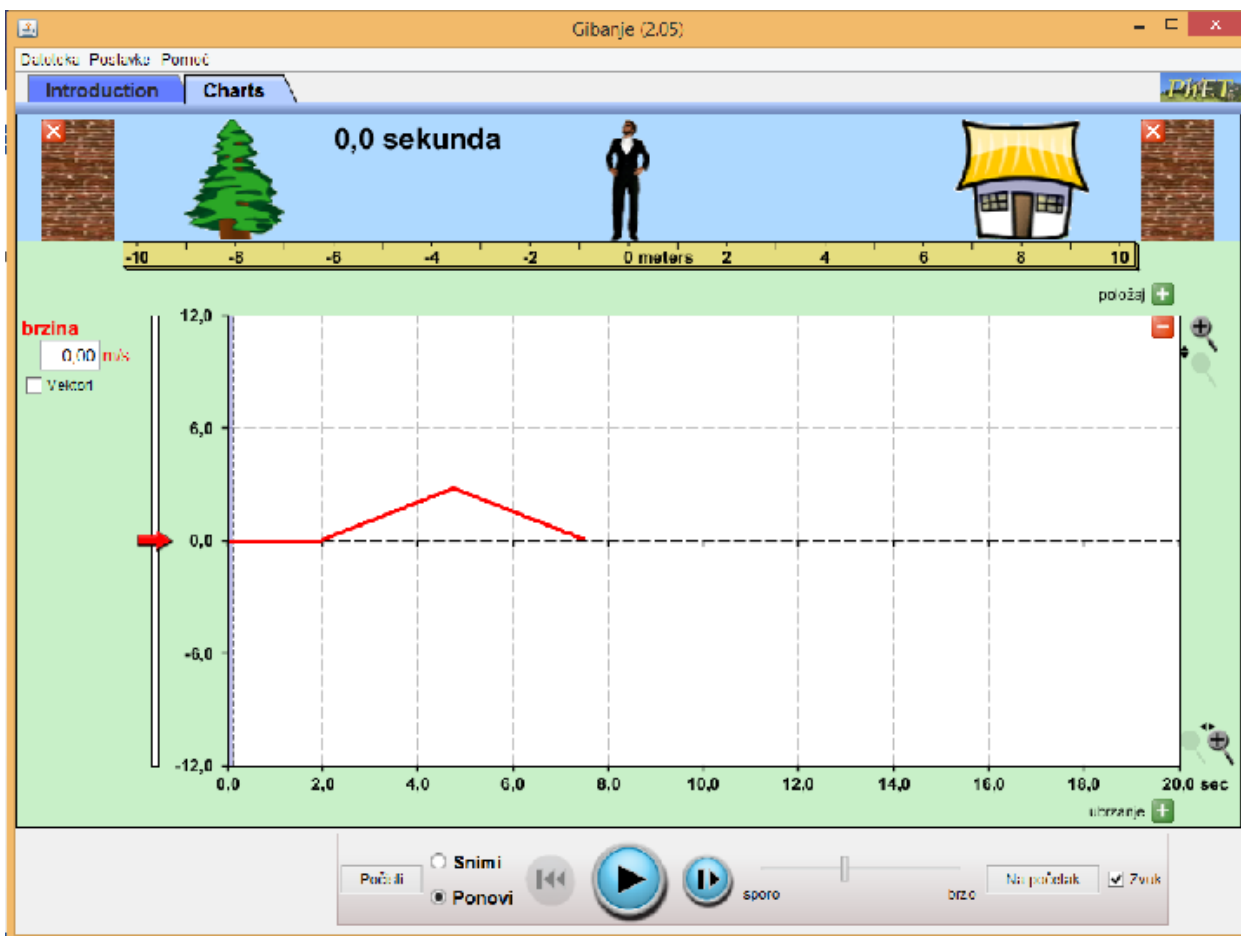 Gibanje (2.05)
Datoteka Postavke Pomoć
Introduction Charts
PhET
0,0 sekunda
-10 -8 -6 -4 -2 0 meters 2 4 6 8 10
položaj
brzina
0,00 m/s
Vektori
12,0
6,0
0,0
-6,0
-12,0
0,0 2,0 4,0 6,0 8,0 10,0 12,0 14,0 16,0 18,0 20,0 sec
ubrzanje
Počisti
Snimi
Ponovi
sporo
brzo
Na početak
Zvuk